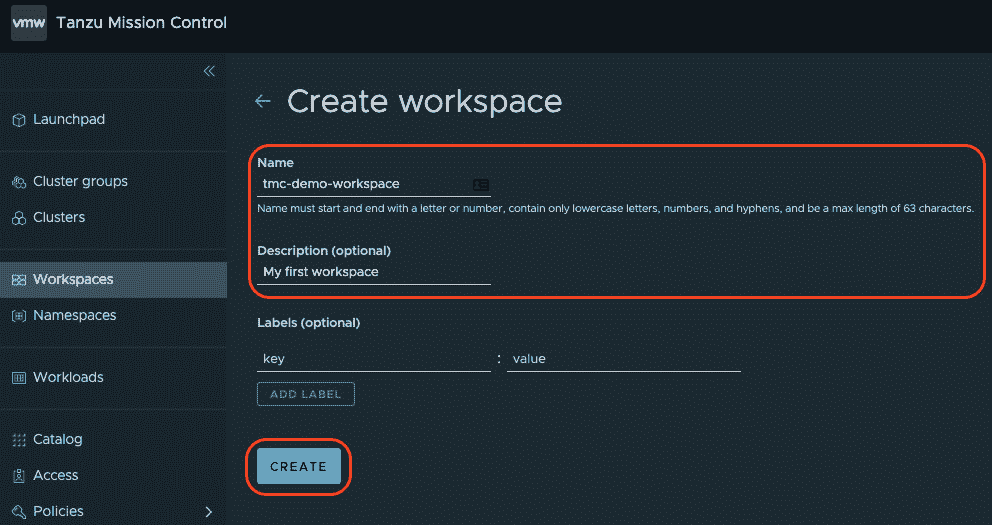 vmw Tanzu Mission Control
Launchpad
Cluster groups
Clusters
Workspaces
Namespaces
Workloads
Catalog
Access
Policies
Create workspace
Name
tmc-demo-workspace
Name must start and end with a letter or number, contain only lowercase letters, numbers, and hyphens, and be a max length of 63 characters.
Description (optional)
My first workspace
Labels (optional)
key : value
ADD LABEL
CREATE